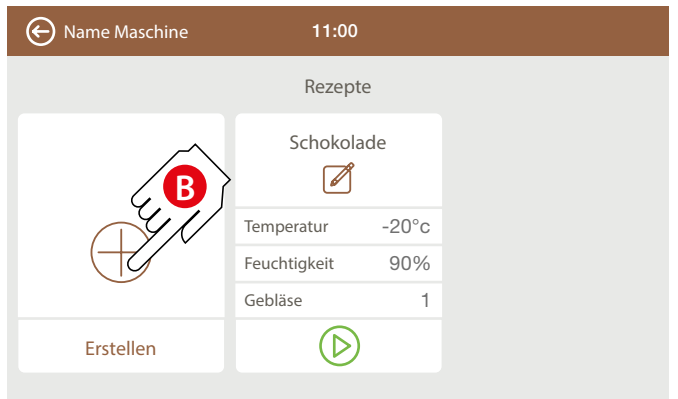 Name Maschine 11:00
Rezepte
Schokolade
B
Temperatur -20°c
Feuchtigkeit 90%
Gebläse 1
Erstellen